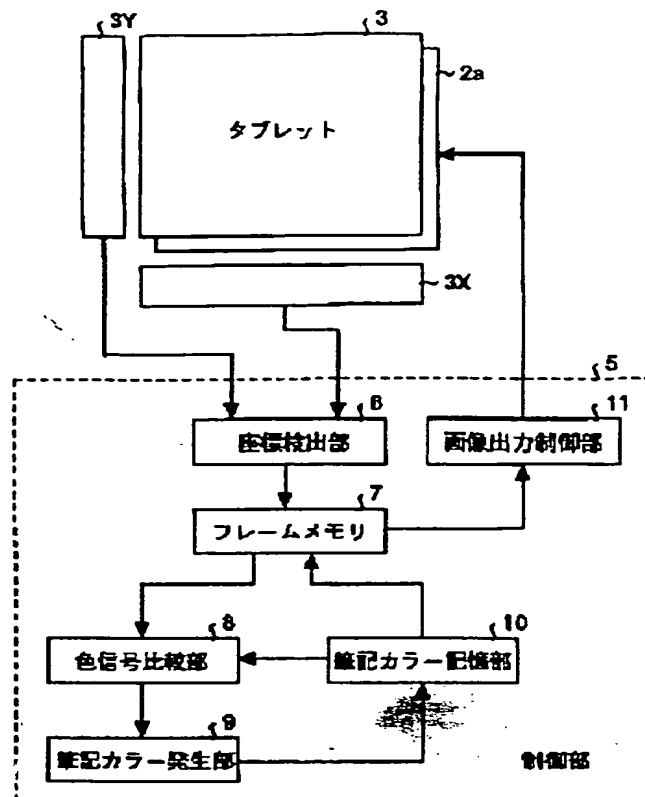 3Y
3
2a
タブレット
3X
5
6
11
座標検出部
画像出力制御部
7
フレームメモリ
8
10
色信号比較部
筆記カラー記憶部
9
筆記カラー発生部
制御部